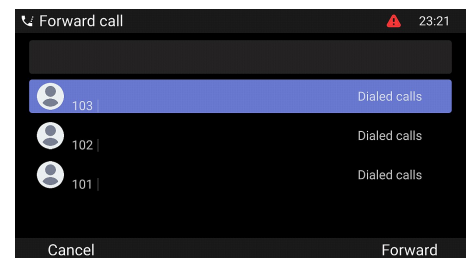 Forward call 23:21
103 | Dialed calls
102 | Dialed calls
101 | Dialed calls
Cancel Forward